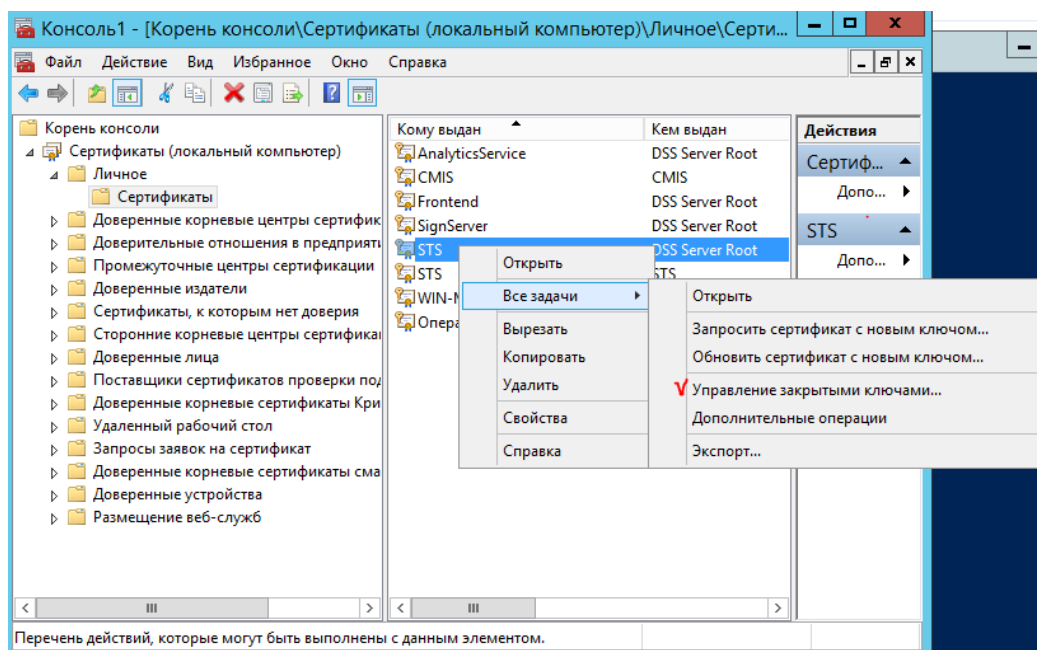 Консоль1 - [Корень консоли\Сертификаты (локальный компьютер)\Личное\Серти...
Файл Действие Вид Избранное Окно Справка
Корень консоли
Сертификаты (локальный компьютер)
Личное
Сертификаты
Доверенные корневые центры сертифик
Доверительные отношения в предприяти
Промежуточные центры сертификации
Доверенные издатели
Сертификаты, к которым нет доверия
Сторонние корневые центры сертифика
Доверенные лица
Поставщики сертификатов проверки под
Доверенные корневые сертификаты Кри
Удаленный рабочий стол
Запросы заявок на сертификат
Доверенные корневые сертификаты сма
Доверенные устройства
Размещение веб-служб
Кому выдан Кем выдан
AnalyticsService DSS Server Root
CMIS CMIS
Frontend DSS Server Root
SignServer DSS Server Root
STS DSS Server Root
STS STS
WIN-
Опера
Открыть
Все задачи
Вырезать
Копировать
Удалить
Свойства
Справка
Открыть
Запросить сертификат с новым ключом...
Обновить сертификат с новым ключом...
Управление закрытыми ключами...
Дополнительные операции
Экспорт...
Действия
Сертиф...
Допо...
STS
Допо...
Перечень действий, которые могут быть выполнены с данным элементом.